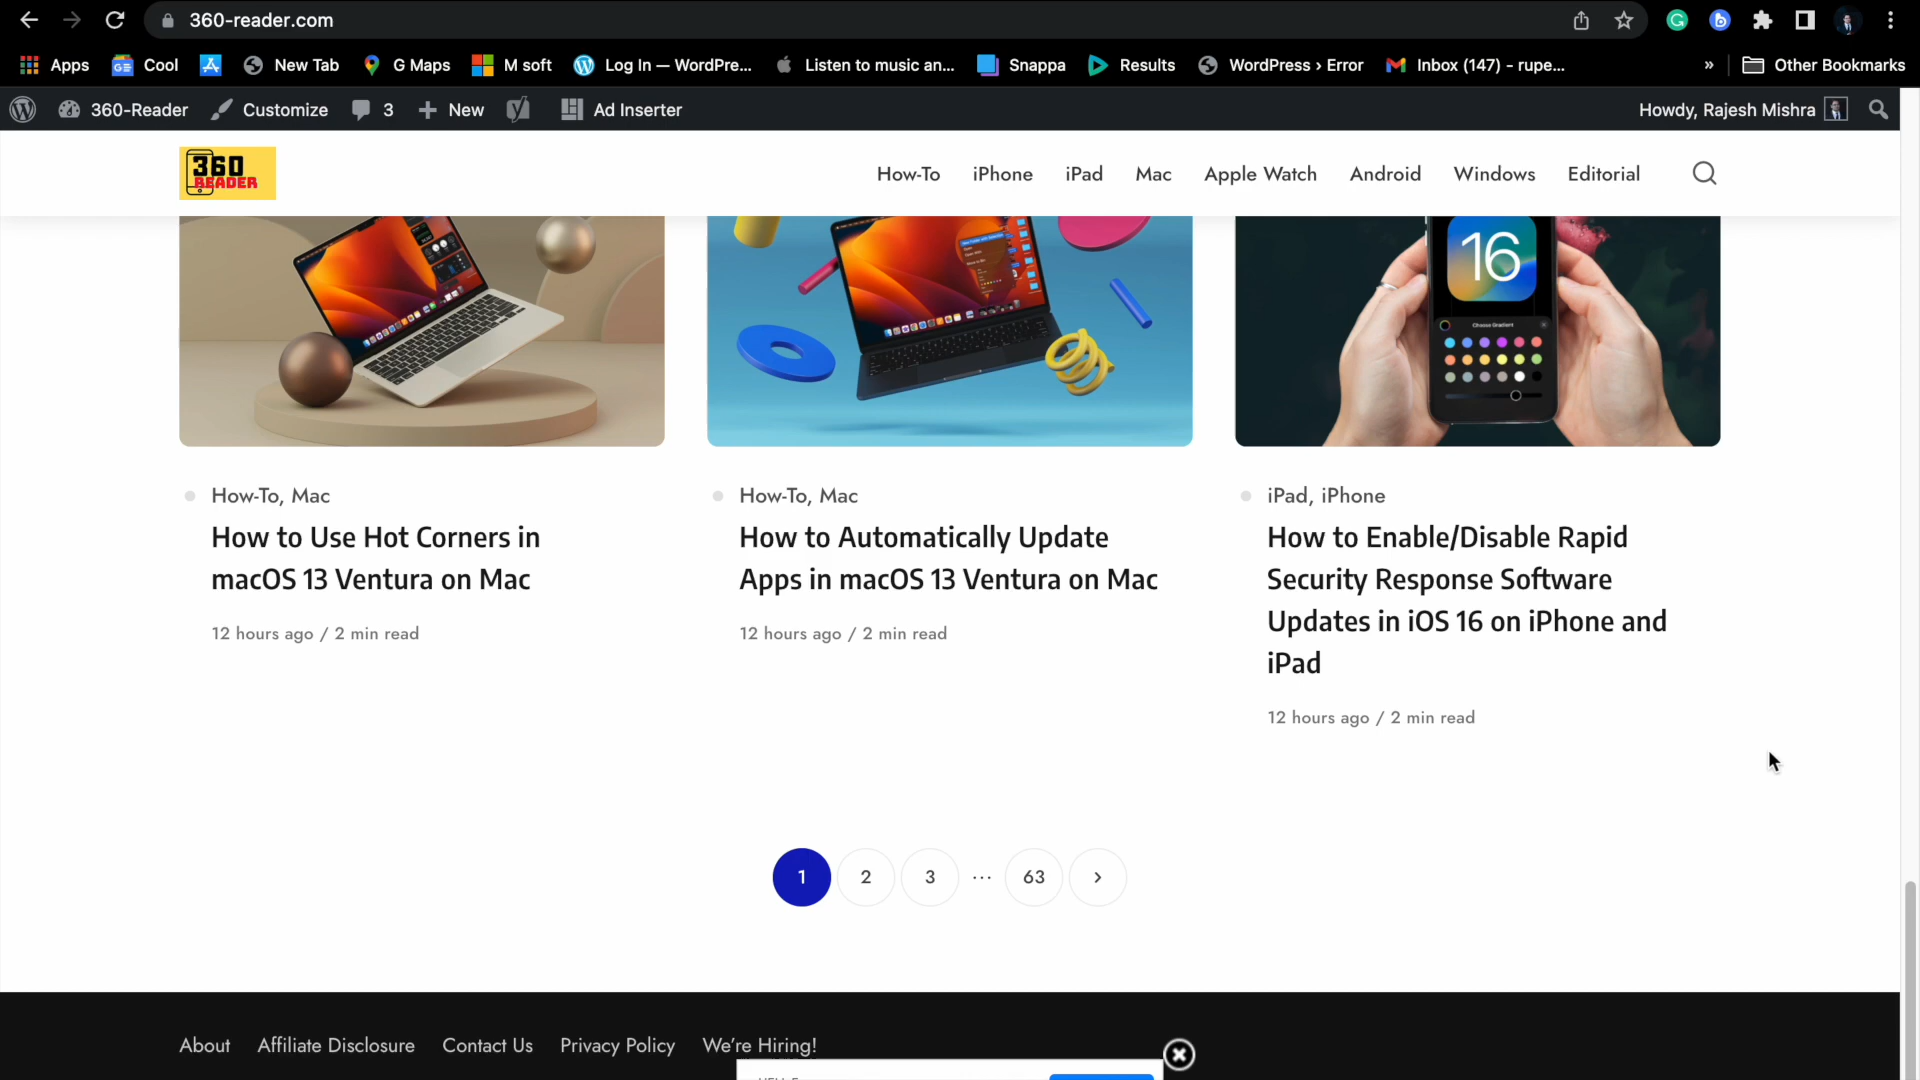 360-reader.com
Apps Cool New Tab G Maps M soft Log In — WordPre... Listen to music an... Snappa Results WordPress › Error Inbox (147) - rupe... » Other Bookmarks
360-Reader Customize 3 New Ad Inserter Howdy, Rajesh Mishra
360
READER
How-To iPhone iPad Mac Apple Watch Android Windows Editorial
16
Choose Gradient
How-To, Mac
How to Use Hot Corners in
macOS 13 Ventura on Mac
12 hours ago / 2 min read
How-To, Mac
How to Automatically Update
Apps in macOS 13 Ventura on Mac
12 hours ago / 2 min read
iPad, iPhone
How to Enable/Disable Rapid
Security Response Software
Updates in iOS 16 on iPhone and
iPad
12 hours ago / 2 min read
1 2 3 ··· 63 ›
About Affiliate Disclosure Contact Us Privacy Policy We're Hiring!